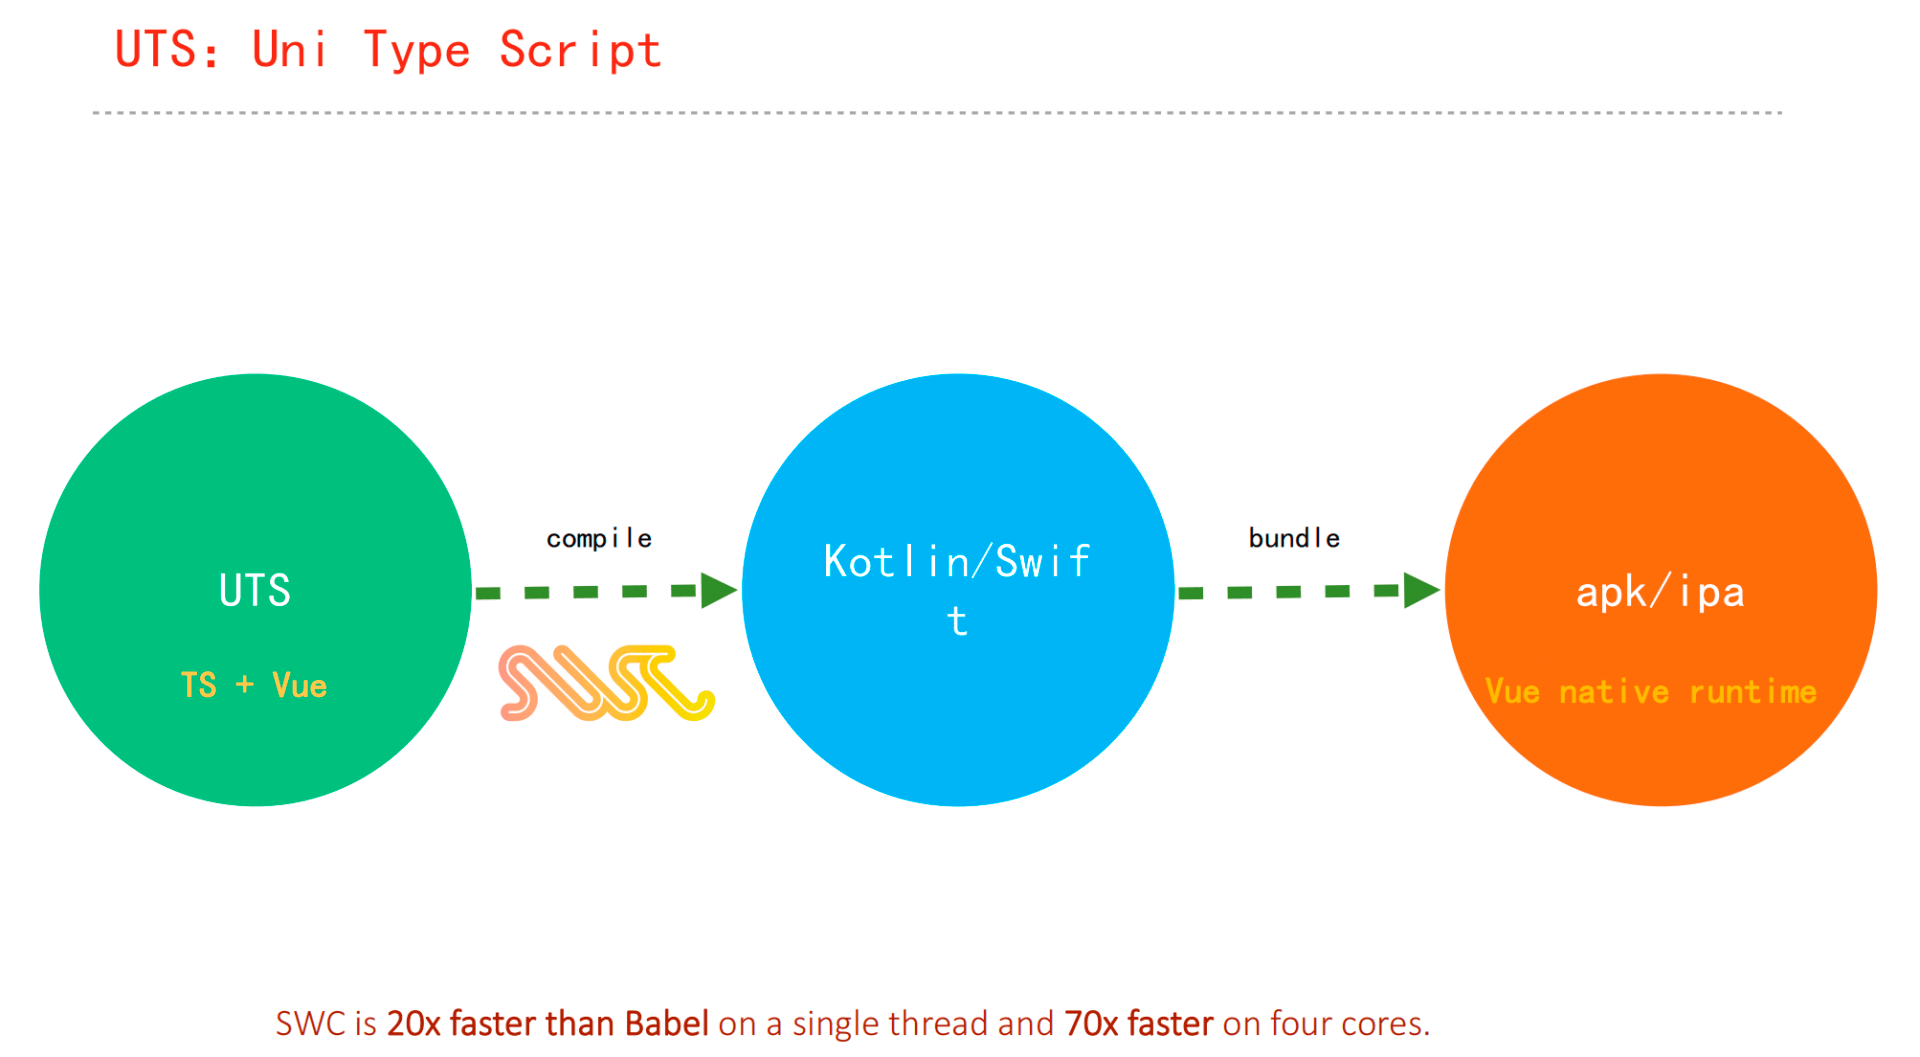 UTS：Uni Type Script
compile
bundle
UTS
TS + Vue
SWC
Kotlin/Swif
t
apk/ipa
Vue native runtime
SWC is 20x faster than Babel on a single thread and 70x faster on four cores.